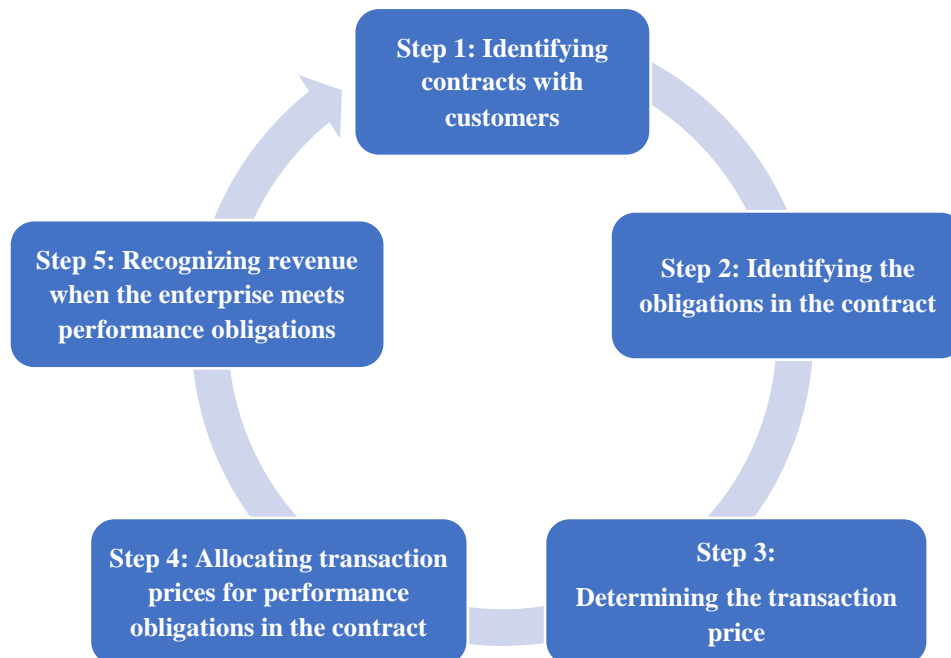 Step 1: Identifying
contracts with
customers
Step 2: Identifying the
obligations in the contract
Step 3:
Determining the transaction
price
Step 4: Allocating transaction
prices for performance
obligations in the contract
Step 5: Recognizing revenue
when the enterprise meets
performance obligations